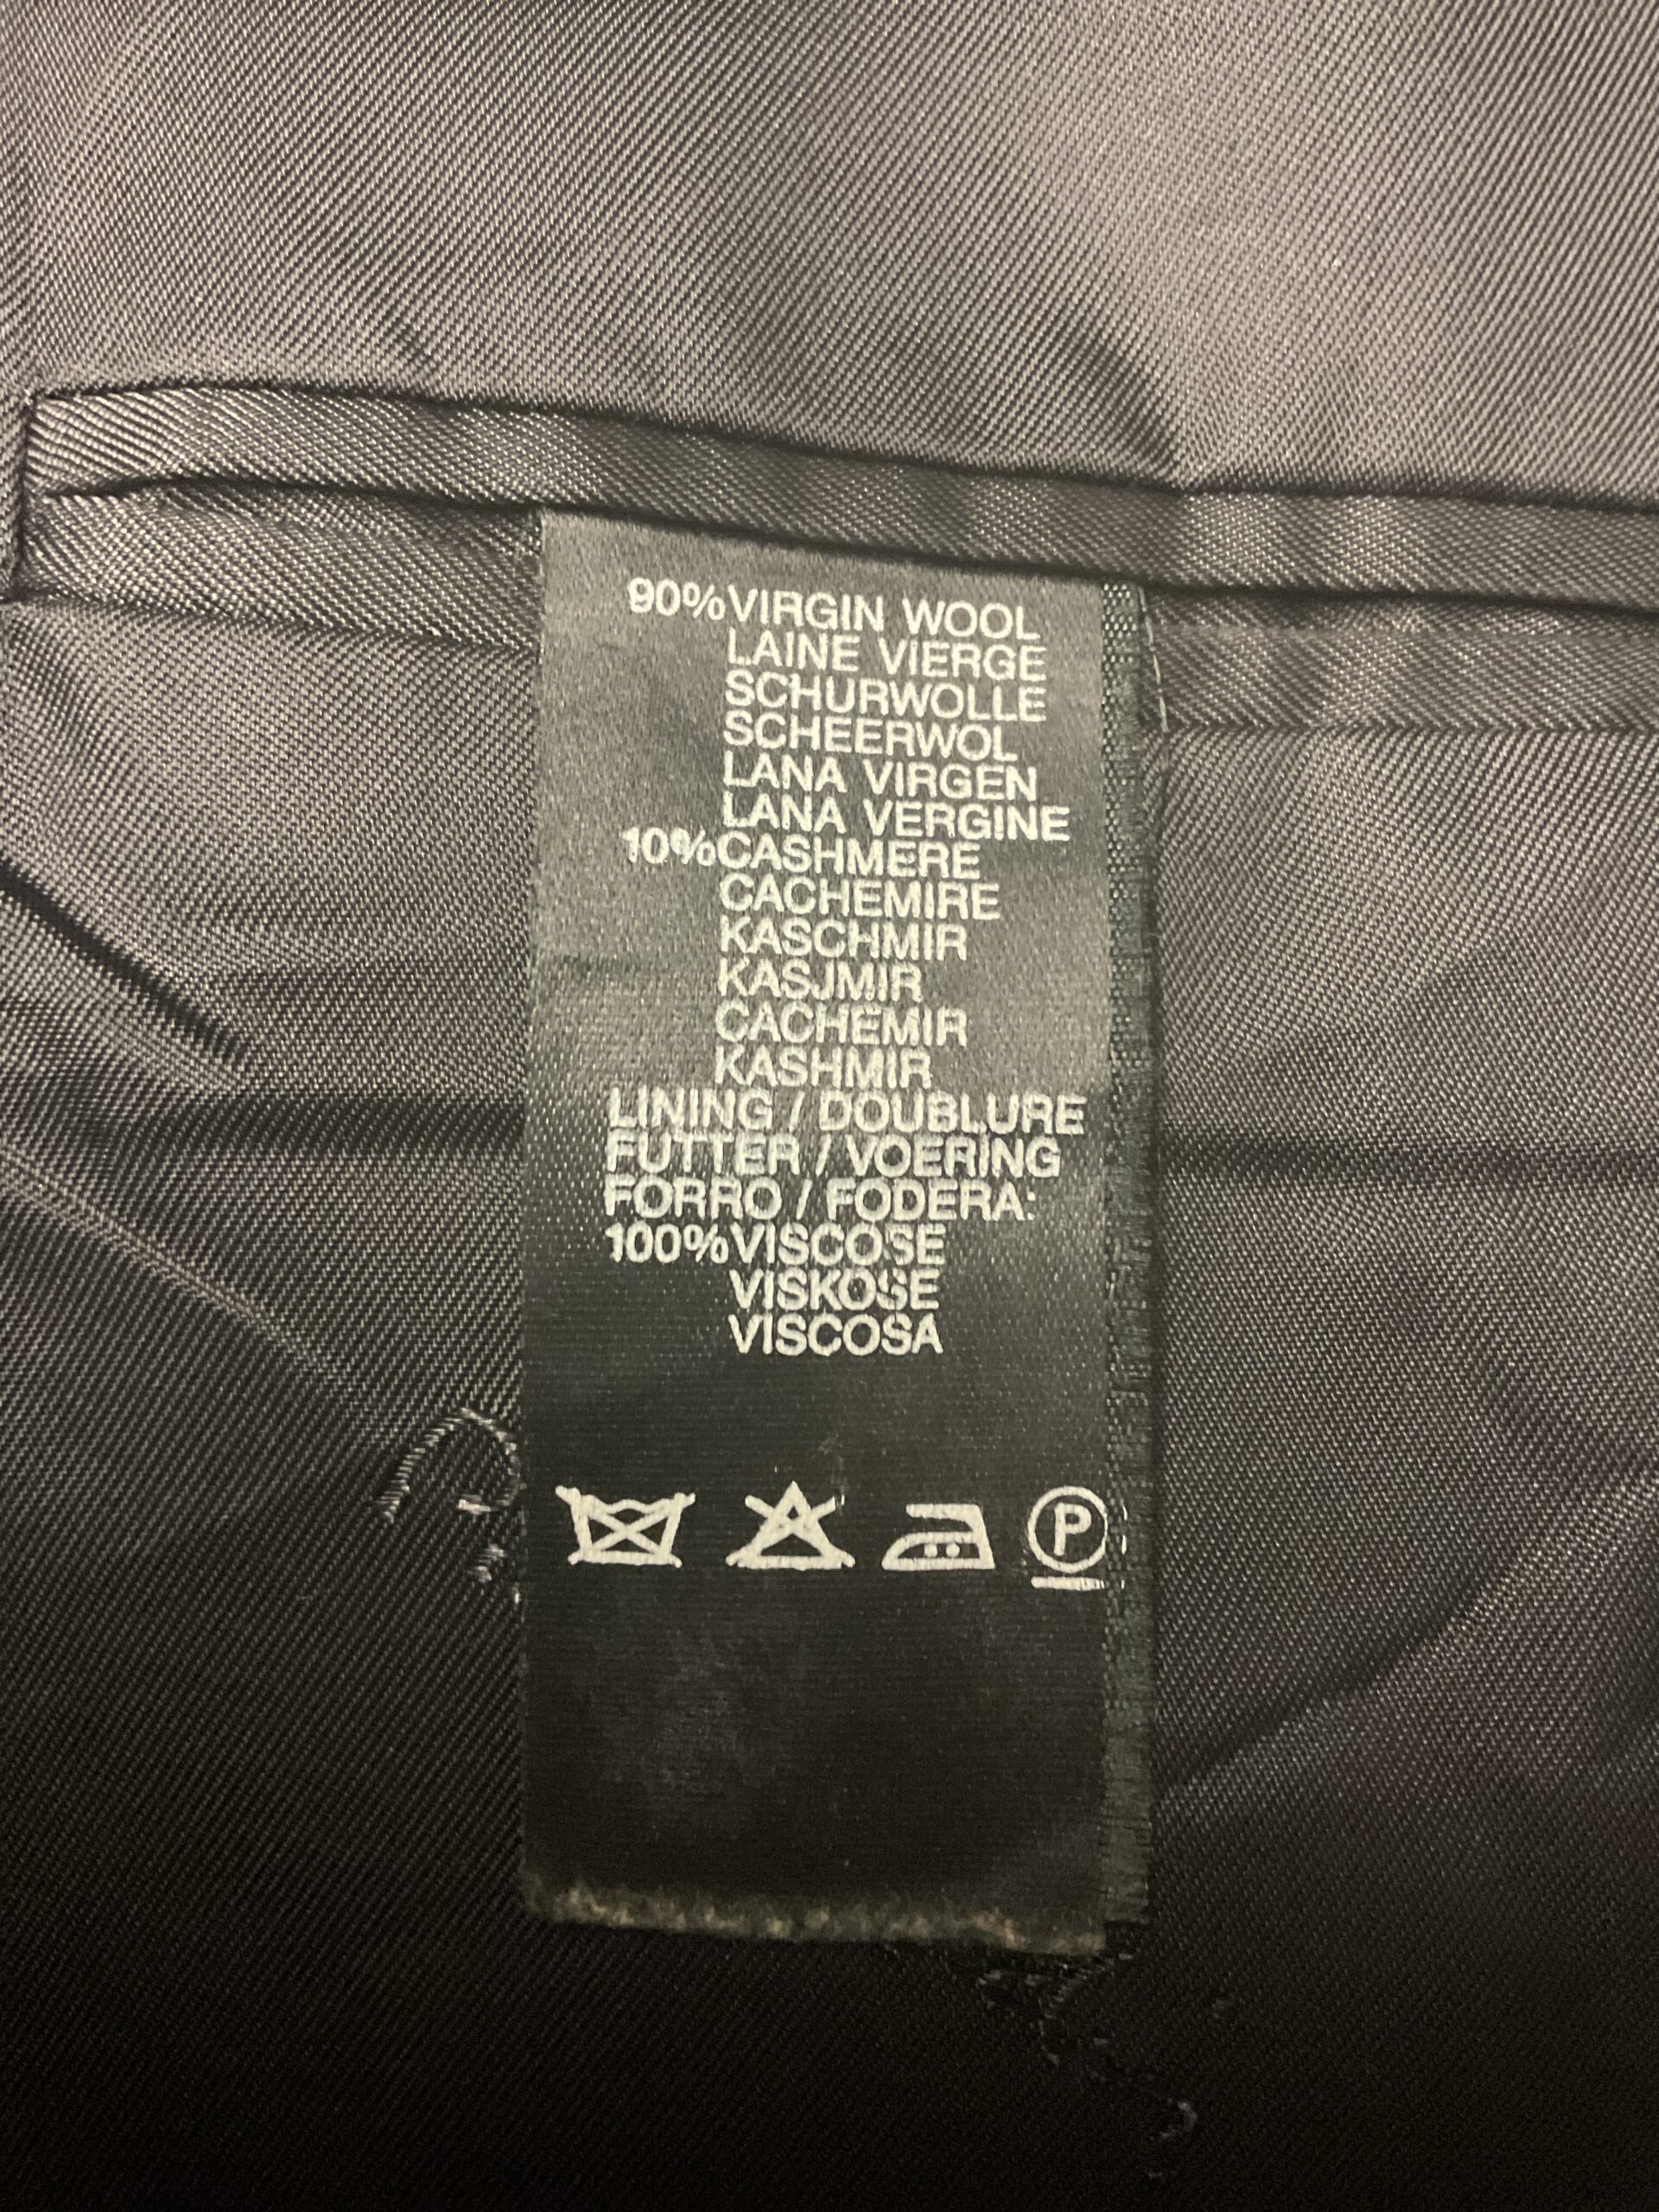 90%VIRGIN WOOL
LAINE VIERGE
SCHURWOLLE
SCHEERWOL
LANA VIRGEN
LANA VERGINE
10%CASHMERE
CACHEMIRE
KASCHMIR
KASJMIR
CACHEMIR
KASHMIR
LINING / DOUBLURE
FUTTER / VOERING
FORRO / FODERA:
100%VISCOSE
VISKOSE
VISCOSA
P